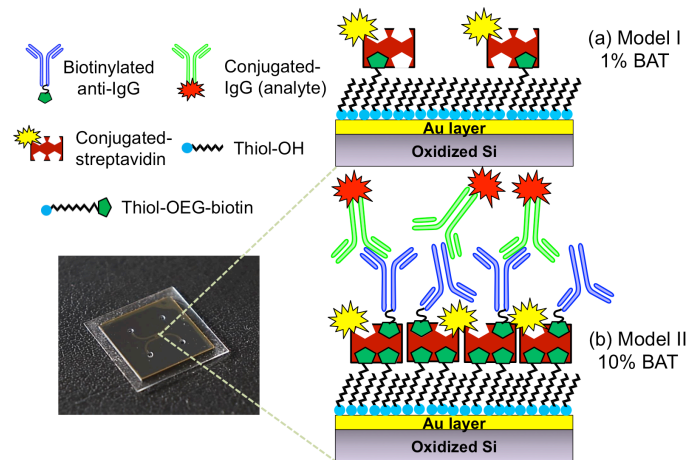 Biotinylated
anti-IgG
Conjugated-
IgG (analyte)
Conjugated-
streptavidin
Thiol-OH
Thiol-OEG-biotin
(a) Model I
1% BAT
Au layer
Oxidized Si
(b) Model II
10% BAT
Au layer
Oxidized Si